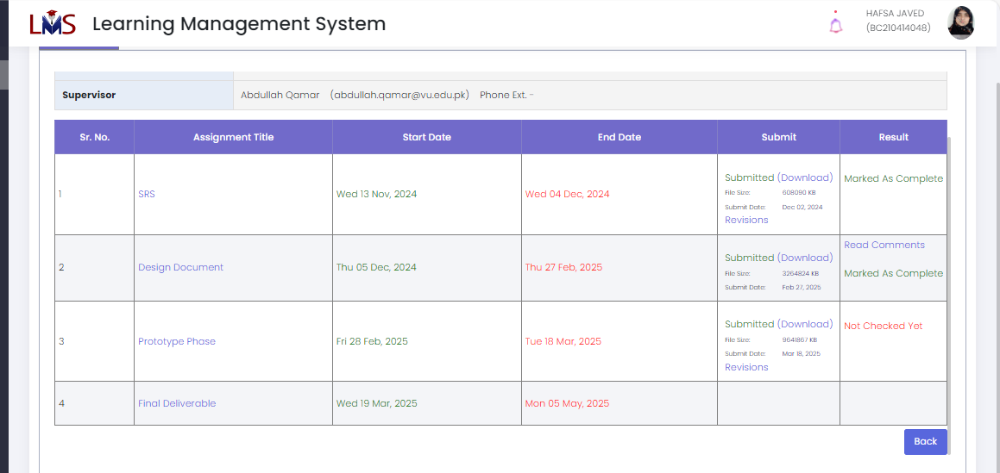 LMS Learning Management System
HAFSA JAVED
(BC210414048)
Supervisor Abdullah Qamar (abdullah.qamar@vu.edu.pk) Phone Ext. -
Sr. No. Assignment Title Start Date End Date Submit Result
1 SRS Wed 13 Nov, 2024 Wed 04 Dec, 2024
Submitted (Download)
File Size: 608090 KB
Submit Date: Dec 02, 2024
Revisions
Marked As Complete
2 Design Document Thu 05 Dec, 2024 Thu 27 Feb, 2025
Submitted (Download)
File Size: 3264824 KB
Submit Date: Feb 27, 2025
Read Comments
Marked As Complete
3 Prototype Phase Fri 28 Feb, 2025 Tue 18 Mar, 2025
Submitted (Download)
File Size: 9641867 KB
Submit Date: Mar 18, 2025
Revisions
Not Checked Yet
4 Final Deliverable Wed 19 Mar, 2025 Mon 05 May, 2025
Back